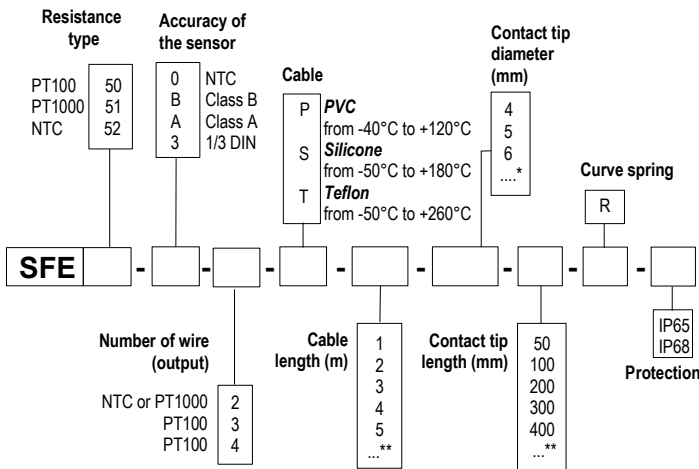 Resistance
type
PT100 50
PT1000 51
NTC 52
Accuracy of
the sensor
0 NTC
B Class B
A Class A
3 1/3 DIN
Cable
P PVC
from -40°C to +120°C
S Silicone
from -50°C to +180°C
T Teflon
from -50°C to +260°C
Contact tip
diameter
(mm)
4
5
6
....*
Curve spring
R
SFE - - - - - - - -
Number of wire
(output)
NTC or PT1000 2
PT100 3
PT100 4
Cable
length (m)
1
2
3
4
5
...**
Contact tip
length (mm)
50
100
200
300
400
...**
IP65
IP68
Protection